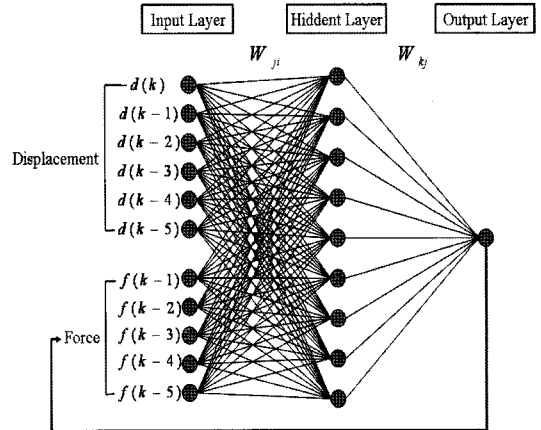 Input Layer
Hiddent Layer
Output Layer
W ji
W kj
d(k)
d(k − 1)
d(k − 2)
Displacement
d(k − 3)
d(k − 4)
d(k − 5)
f(k − 1)
f(k − 2)
Force
f(k − 3)
f(k − 4)
f(k − 5)